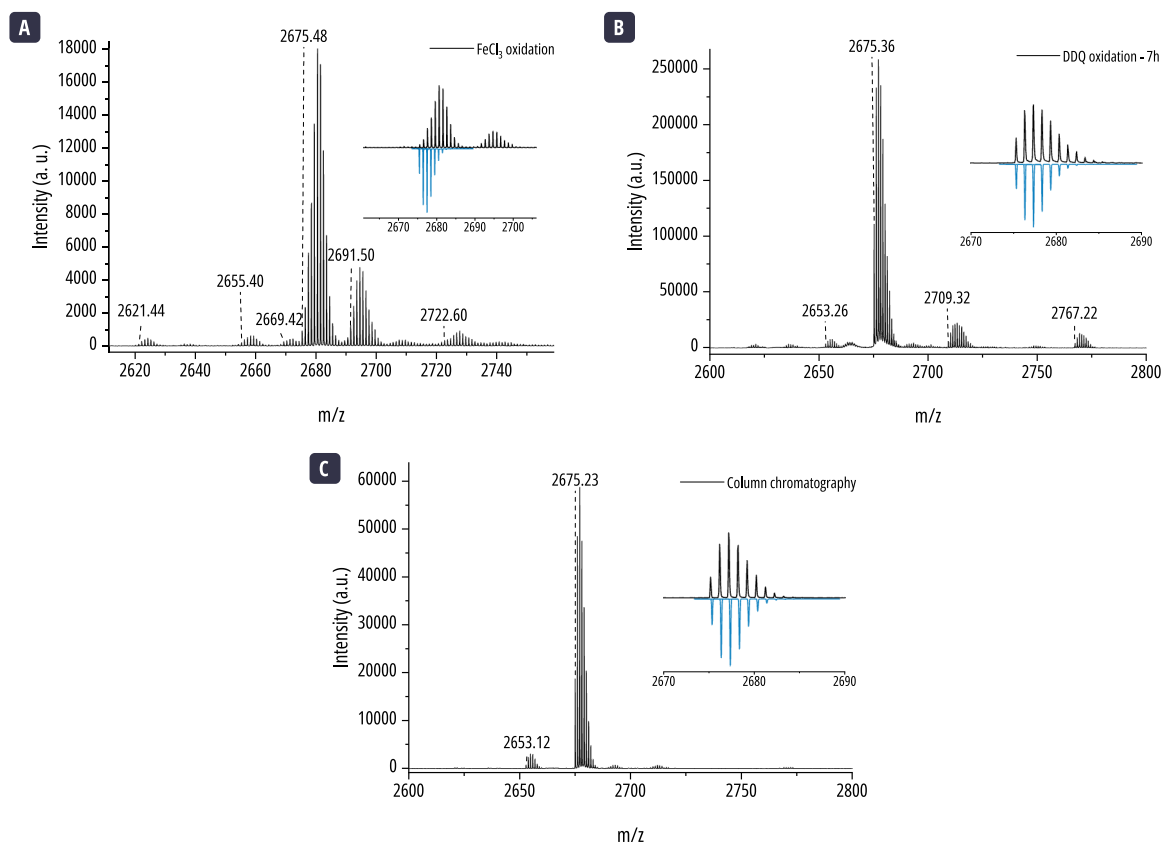 A
2675.48
FeCl₃ oxidation
18000
16000
14000
12000
10000
8000
6000
4000
2000
0
Intensity (a. u.)
2621.44
2655.40
2669.42
2691.50
2722.60
2670 2680 2690 2700
2620 2640 2660 2680 2700 2720 2740
m/z
B
2675.36
DDQ oxidation - 7h
250000
200000
150000
100000
50000
0
Intensity (a.u.)
2653.26
2709.32
2767.22
2670 2680 2690
2600 2650 2700 2750 2800
m/z
C
2675.23
Column chromatography
60000
50000
40000
30000
20000
10000
0
Intensity (a.u.)
2653.12
2670 2680 2690
2600 2650 2700 2750 2800
m/z